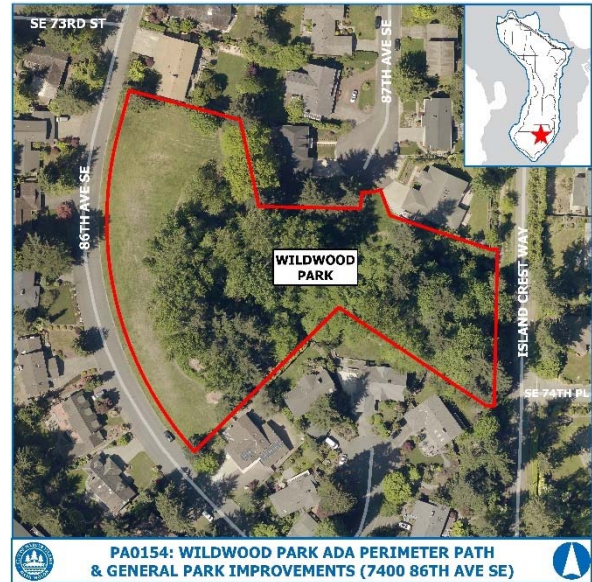 SE 73RD ST
87TH AVE SE
86TH AVE SE
WILDWOOD
PARK
ISLAND CREST WAY
SE 74TH PL
PA0154: WILDWOOD PARK ADA PERIMETER PATH
& GENERAL PARK IMPROVEMENTS (7400 86TH AVE SE)